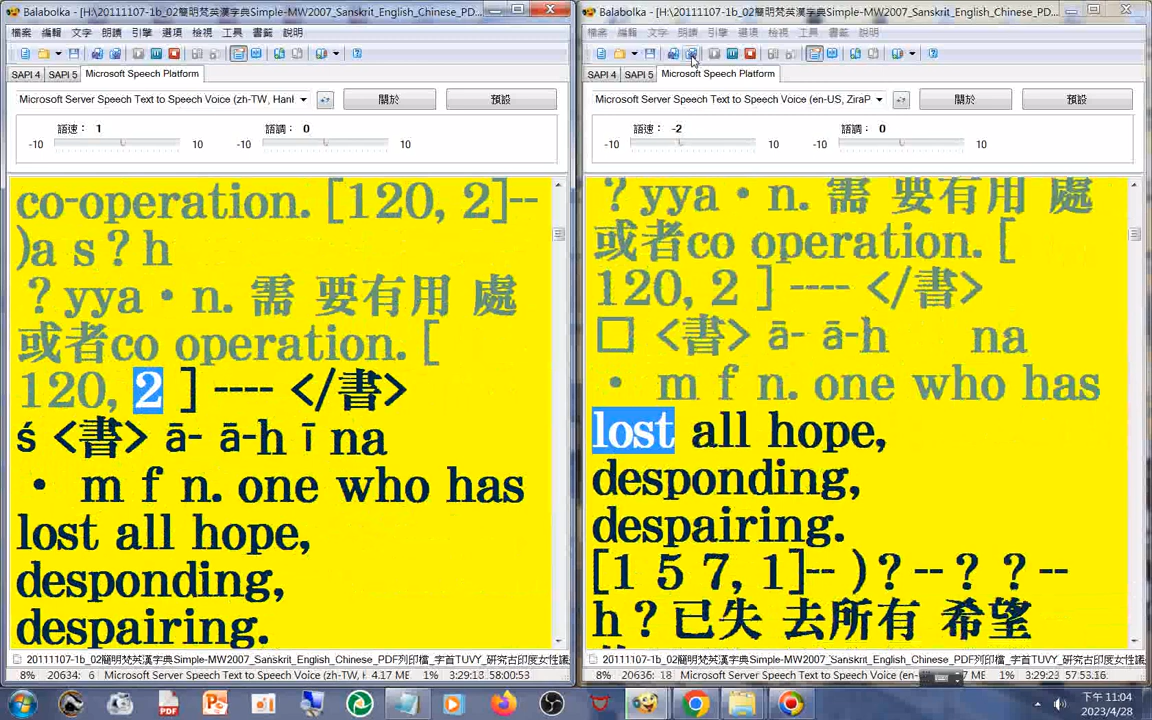 Balabolka - [H:\20111107-1b_02簡明梵英漢字典Simple-MW2007_Sanskrit_English_Chinese_PD...
檔案 編輯 文字 朗讀 引擎 選項 檢視 工具 書籤 說明
SAPI 4 SAPI 5 Microsoft Speech Platform
Microsoft Server Speech Text to Speech Voice (zh-TW, Hanl
關於 預設
語速： 1 語調： 0
-10 10 -10 10
co-operation. [120, 2]--
)a s？h
？yya‧n. 需 要有用 處
或者co operation. [
120, 2 ] ---- </書>
ś <書> ā- ā-h ī na
‧ m f n. one who has
lost all hope,
desponding,
despairing.
20111107-1b_02簡明梵英漢字典Simple-MW2007_Sanskrit_English_Chinese_PDF列印檔_字首TUVY_研究古印度女性議
8% 20634: 6 Microsoft Server Speech Text to Speech Voice (zh-TW, H 4.17 ME 1% 3:29:13 58:00:53
Balabolka - [H:\20111107-1b_02簡明梵英漢字典Simple-MW2007_Sanskrit_English_Chinese_PD...
檔案 編輯 文字 朗讀 引擎 選項 檢視 工具 書籤 說明
SAPI 4 SAPI 5 Microsoft Speech Platform
Microsoft Server Speech Text to Speech Voice (en-US, ZiraP
關於 預設
語速： -2 語調： 0
-10 10 -10 10
？yya‧n. 需 要有用 處
或者co operation. [
120, 2 ] ---- </書>
□ <書> ā- ā-h na
‧ m f n. one who has
lost all hope,
desponding,
despairing.
[1 5 7, 1]-- )？--？？--
h？已失 去所有 希望
20111107-1b_02簡明梵英漢字典Simple-MW2007_Sanskrit_English_Chinese_PDF列印檔_字首TUVY_研究古印度女性議
8% 20636: 18 Microsoft Server Speech Text to Speech Voice (en-US 1% 3:29:23 57:53:16
下午 11:04
2023/4/28